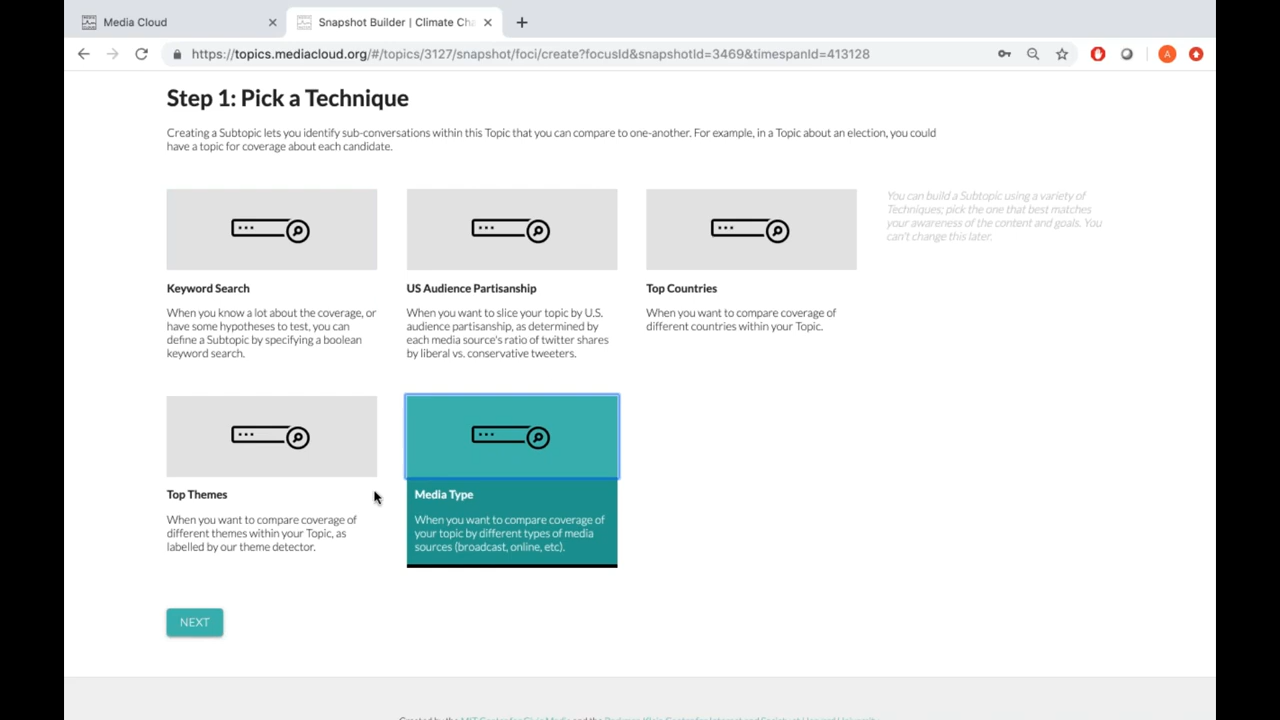 Media Cloud
Snapshot Builder | Climate Cha
https://topics.mediacloud.org/#/topics/3127/snapshot/foci/create?focusId&snapshotId=3469&timespanId=413128
A
Step 1: Pick a Technique
Creating a Subtopic lets you identify sub-conversations within this Topic that you can compare to one-another. For example, in a Topic about an election, you could
have a topic for coverage about each candidate.
You can build a Subtopic using a variety of
Techniques; pick the one that best matches
your awareness of the content and goals. You
can't change this later.
Keyword Search
When you know a lot about the coverage, or
have some hypotheses to test, you can
define a Subtopic by specifying a boolean
keyword search.
US Audience Partisanship
When you want to slice your topic by U.S.
audience partisanship, as determined by
each media source's ratio of twitter shares
by liberal vs. conservative tweeters.
Top Countries
When you want to compare coverage of
different countries within your Topic.
Top Themes
When you want to compare coverage of
different themes within your Topic, as
labelled by our theme detector.
Media Type
When you want to compare coverage of
your topic by different types of media
sources (broadcast, online, etc).
NEXT